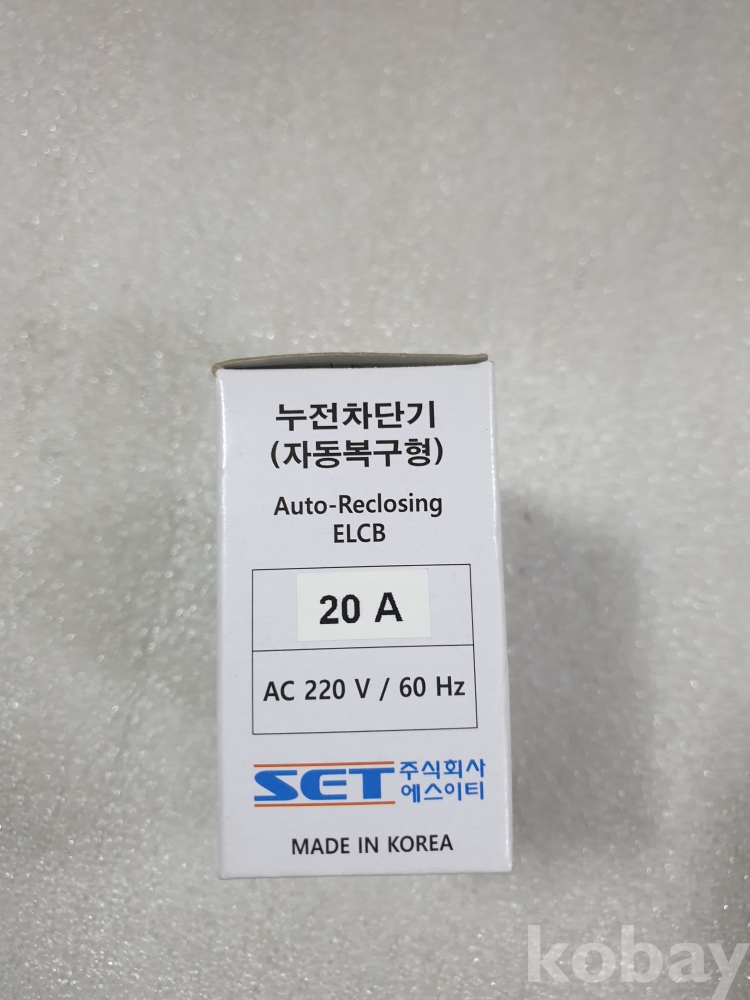 누전차단기
(자동복구형)
Auto-Reclosing
ELCB
20 A
AC 220 V / 60 Hz
SET 주식회사
에스이티
MADE IN KOREA
kobay